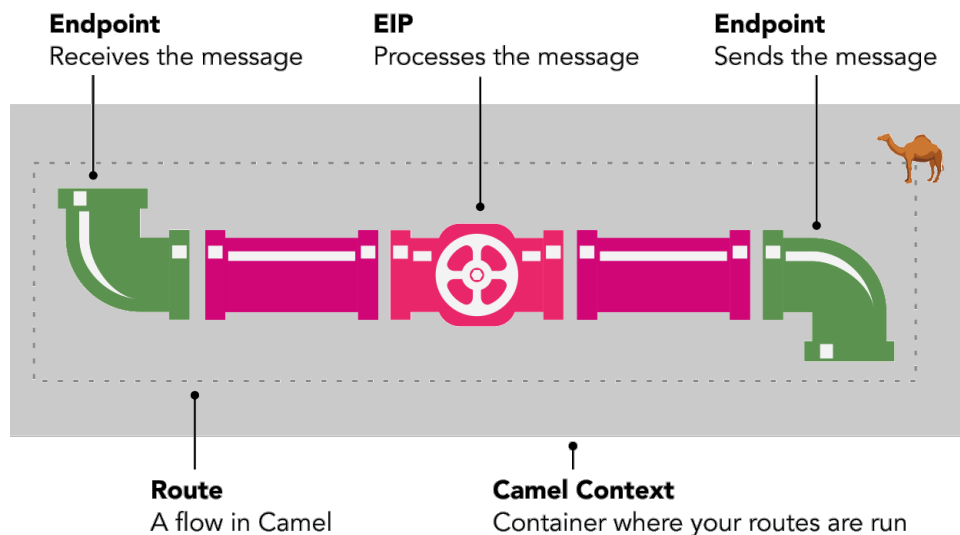 Endpoint
Receives the message
EIP
Processes the message
Endpoint
Sends the message
Route
A flow in Camel
Camel Context
Container where your routes are run